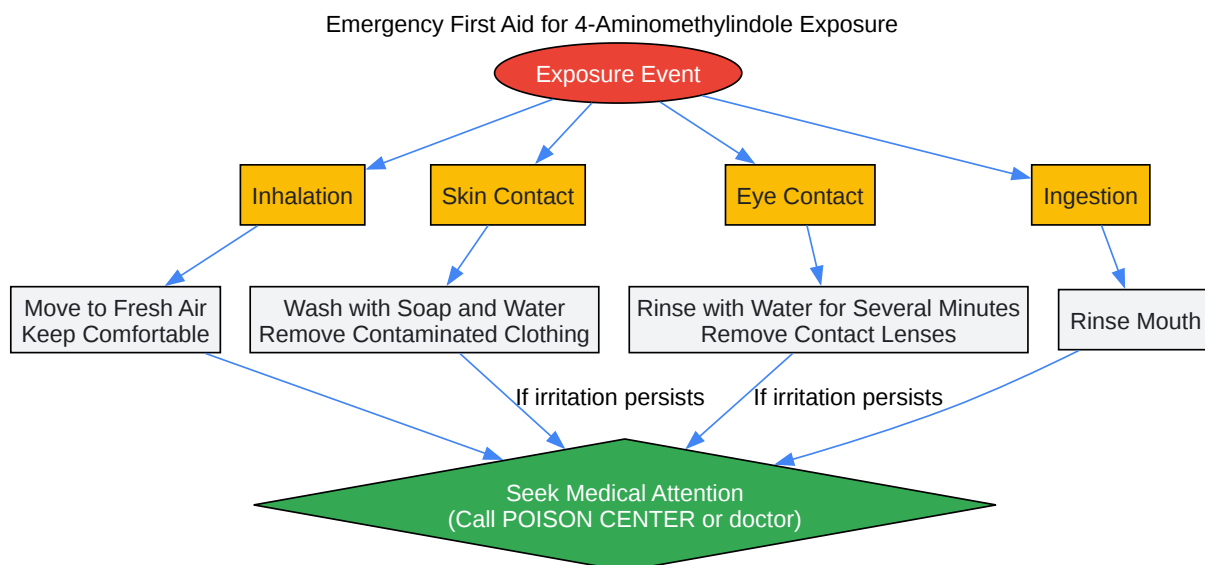 Emergency First Aid for 4-Aminomethylindole Exposure
Exposure Event
Inhalation
Skin Contact
Eye Contact
Ingestion
Move to Fresh Air
Keep Comfortable
Wash with Soap and Water
Remove Contaminated Clothing
Rinse with Water for Several Minutes
Remove Contact Lenses
Rinse Mouth
If irritation persists
If irritation persists
Seek Medical Attention
(Call POISON CENTER or doctor)